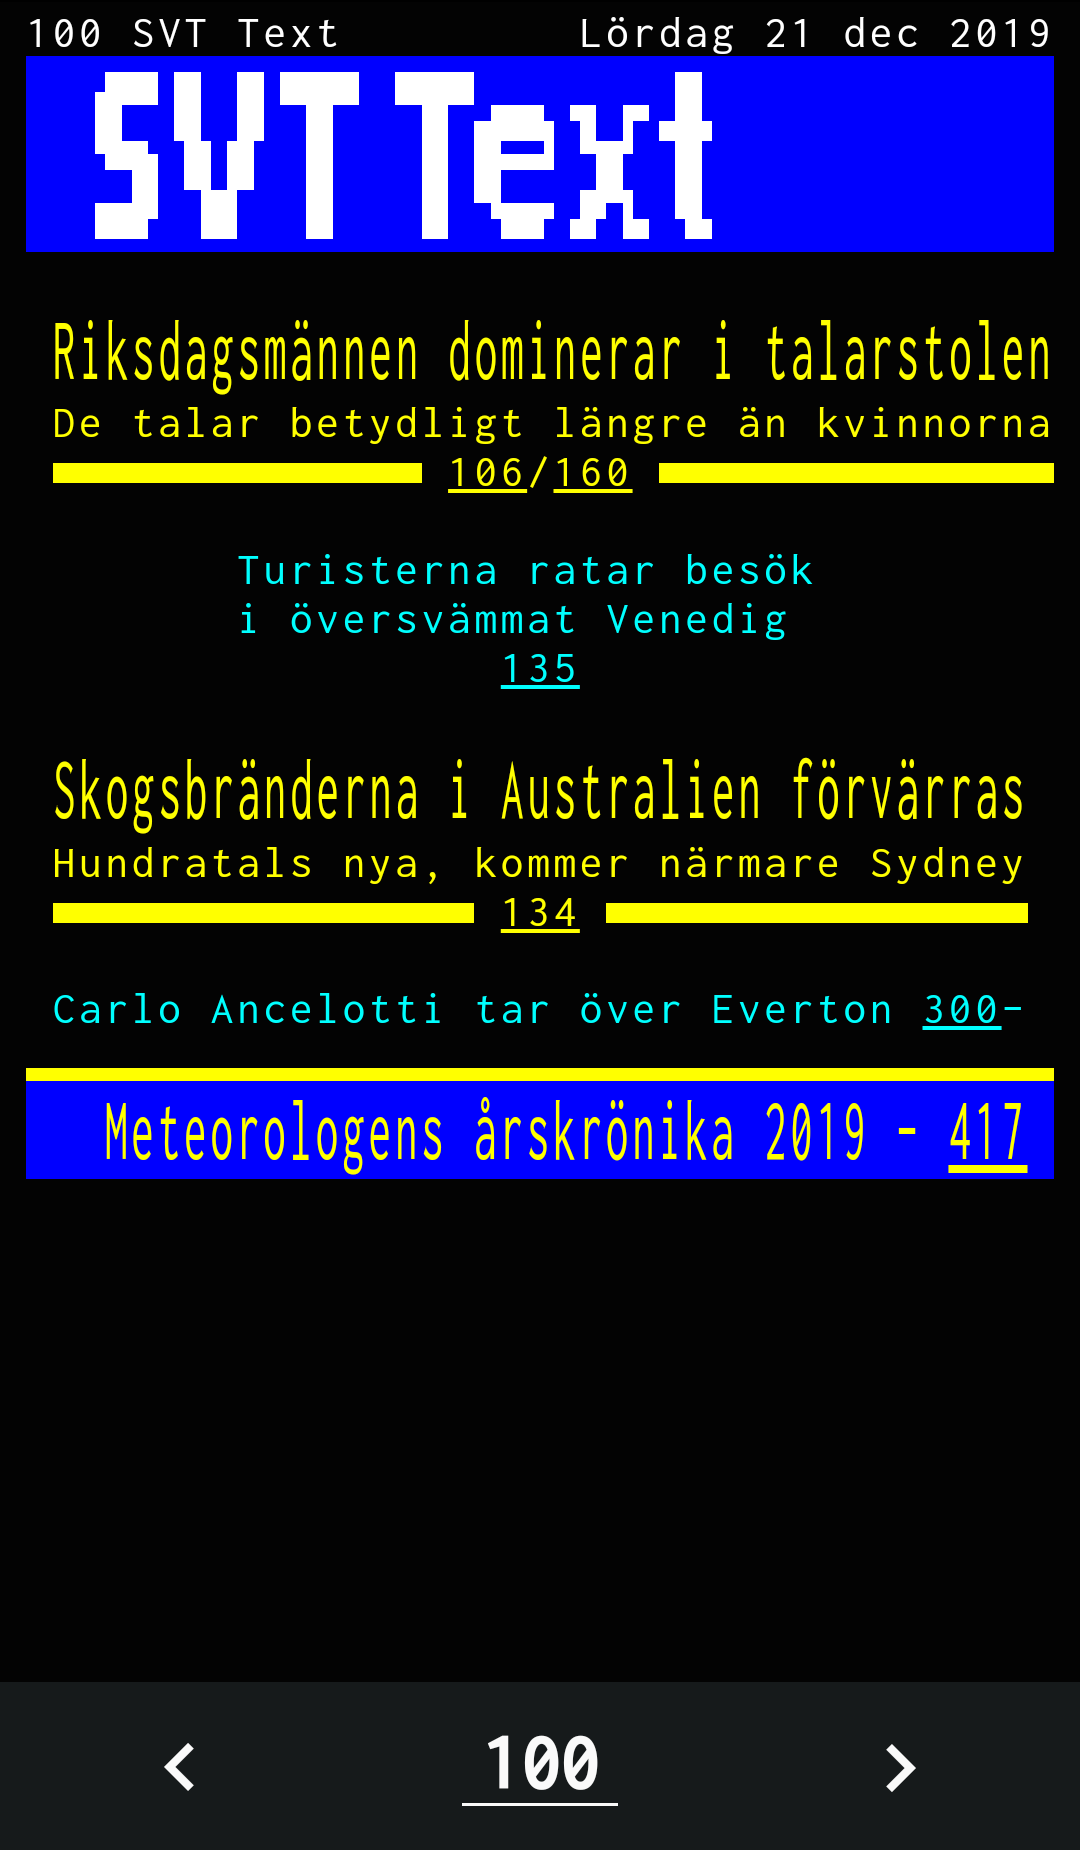 100 SVT Text Lördag 21 dec 2019
SVT Text
Riksdagsmännen dominerar i talarstolen
De talar betydligt längre än kvinnorna
106/160
Turisterna ratar besök
i översvämmat Venedig
135
Skogsbränderna i Australien förvärras
Hundratals nya, kommer närmare Sydney
134
Carlo Ancelotti tar över Everton 300-
Meteorologens årskrönika 2019 - 417
< 100 >